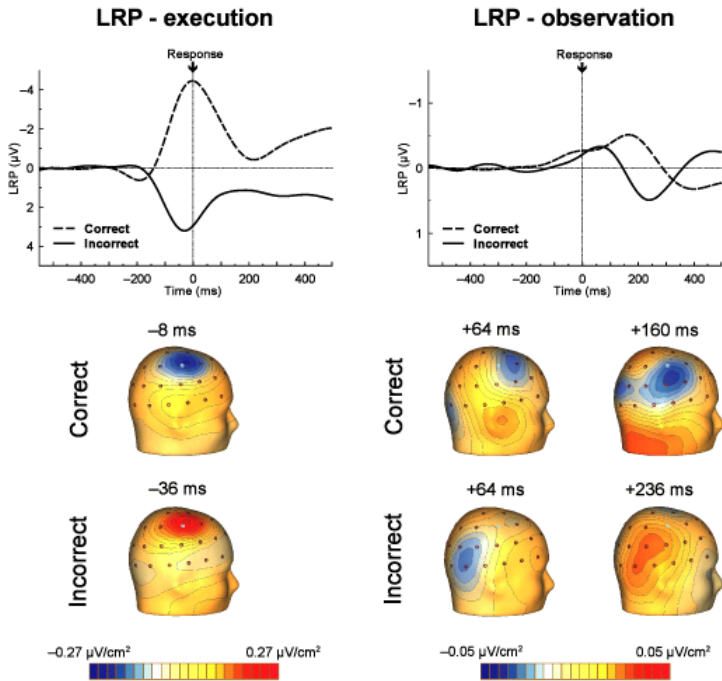 LRP - execution
Response
−4
−2
0
2
4
LRP (µV)
Correct
Incorrect
−400 −200 0 200 400
Time (ms)
LRP - observation
Response
−1
0
1
LRP (µV)
Correct
Incorrect
−400 −200 0 200 400
Time (ms)
Correct
−8 ms
Incorrect
−36 ms
−0.27 µV/cm² 0.27 µV/cm²
Correct
+64 ms +160 ms
Incorrect
+64 ms +236 ms
−0.05 µV/cm² 0.05 µV/cm²